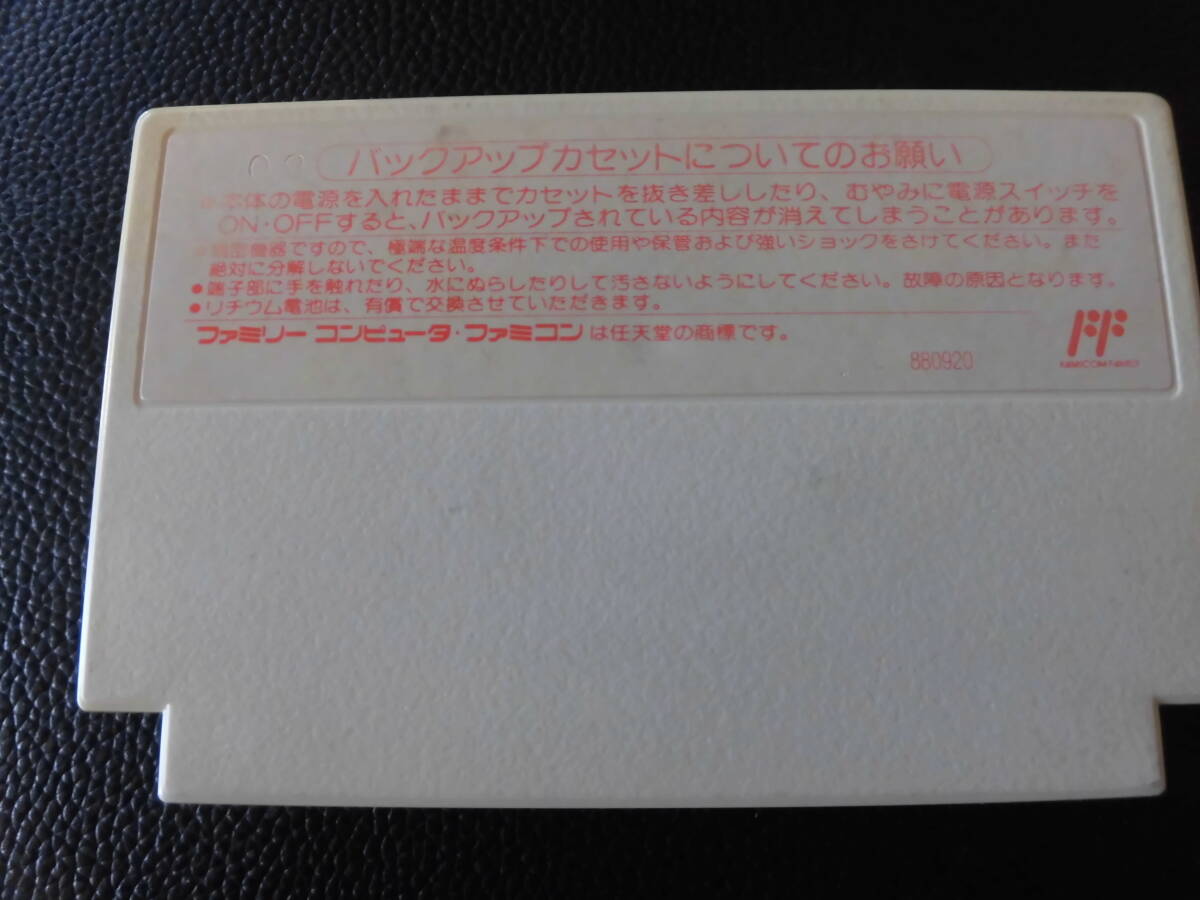 バックアップカセットについてのお願い
本体の電源を入れたままでカセットを抜き差ししたり、むやみに電源スイッチを
ON・OFFすると、バックアップされている内容が消えてしまうことがあります。
精密機器ですので、極端な温度条件下での使用や保管および強いショックをさけてください。また
絶対に分解しないでください。
●端子部に手を触れたり、水にぬらしたりして汚さないようにしてください。故障の原因となります。
●リチウム電池は、有償で交換させていただきます。
ファミリー コンピュータ・ファミコン は任天堂の商標です。
880920
FAMICOM FAMILY